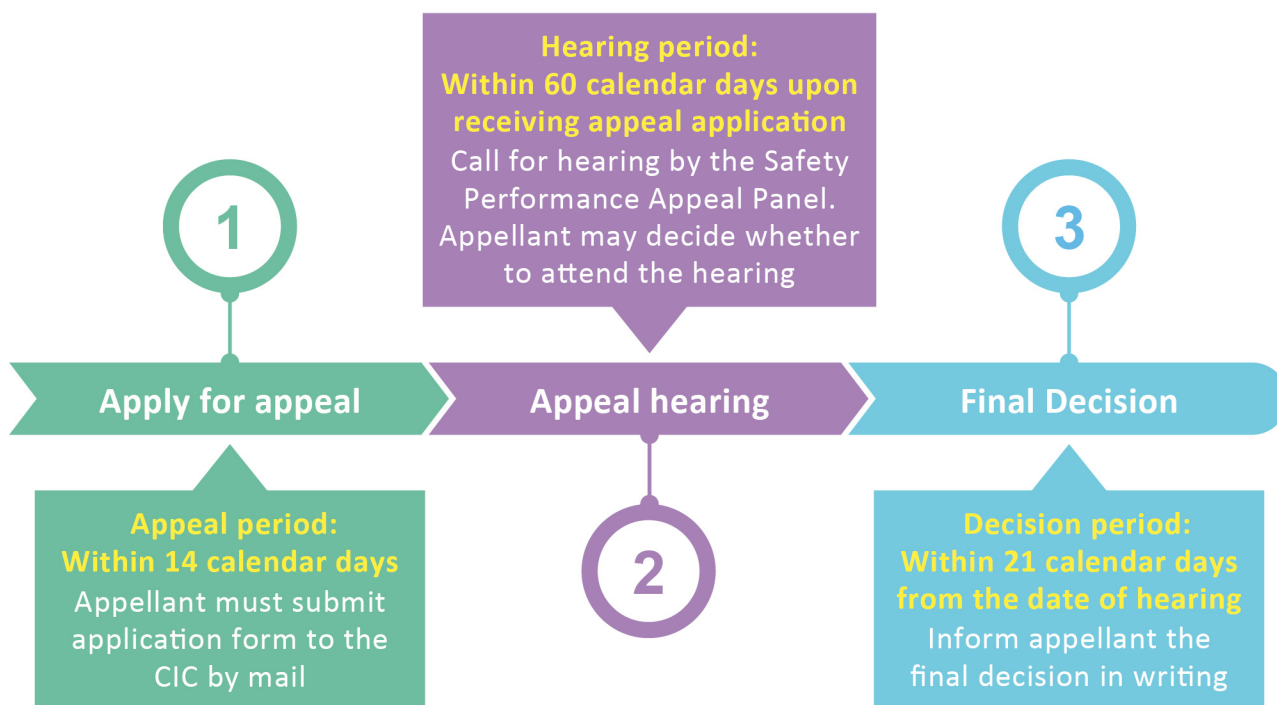 1
Apply for appeal
Appeal period:
Within 14 calendar days
Appellant must submit
application form to the
CIC by mail
Hearing period:
Within 60 calendar days upon
receiving appeal application
Call for hearing by the Safety
Performance Appeal Panel.
Appellant may decide whether
to attend the hearing
Appeal hearing
2
3
Final Decision
Decision period:
Within 21 calendar days
from the date of hearing
Inform appellant the
final decision in writing